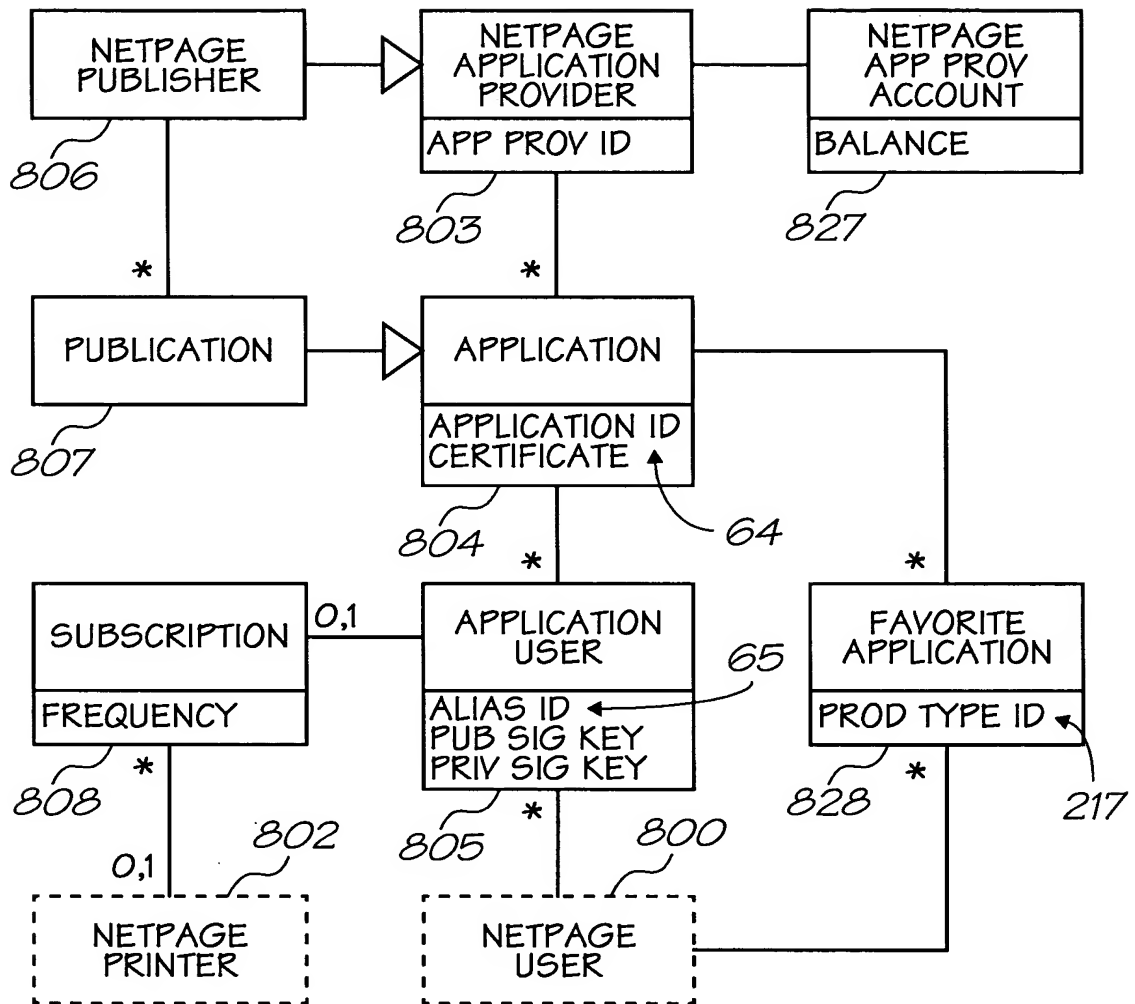 NETPAGE
PUBLISHER
806
NETPAGE
APPLICATION
PROVIDER
APP PROV ID
803
NETPAGE
APP PROV
ACCOUNT
BALANCE
827
*
*
PUBLICATION
807
APPLICATION
APPLICATION ID
CERTIFICATE
804
64
*
*
SUBSCRIPTION
FREQUENCY
808
0,1
APPLICATION
USER
ALIAS ID
PUB SIG KEY
PRIV SIG KEY
805
65
FAVORITE
APPLICATION
PROD TYPE ID
828
217
*
*
*
0,1
802
NETPAGE
PRINTER
800
NETPAGE
USER